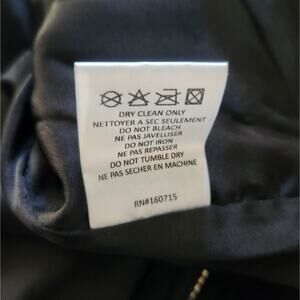 DRY CLEAN ONLY
NETTOYER A SEC SEULEMENT
DO NOT BLEACH
NE PAS JAVELLISER
DO NOT IRON
NE PAS REPASSER
DO NOT TUMBLE DRY
NE PAS SECHER EN MACHINE
RN#160715